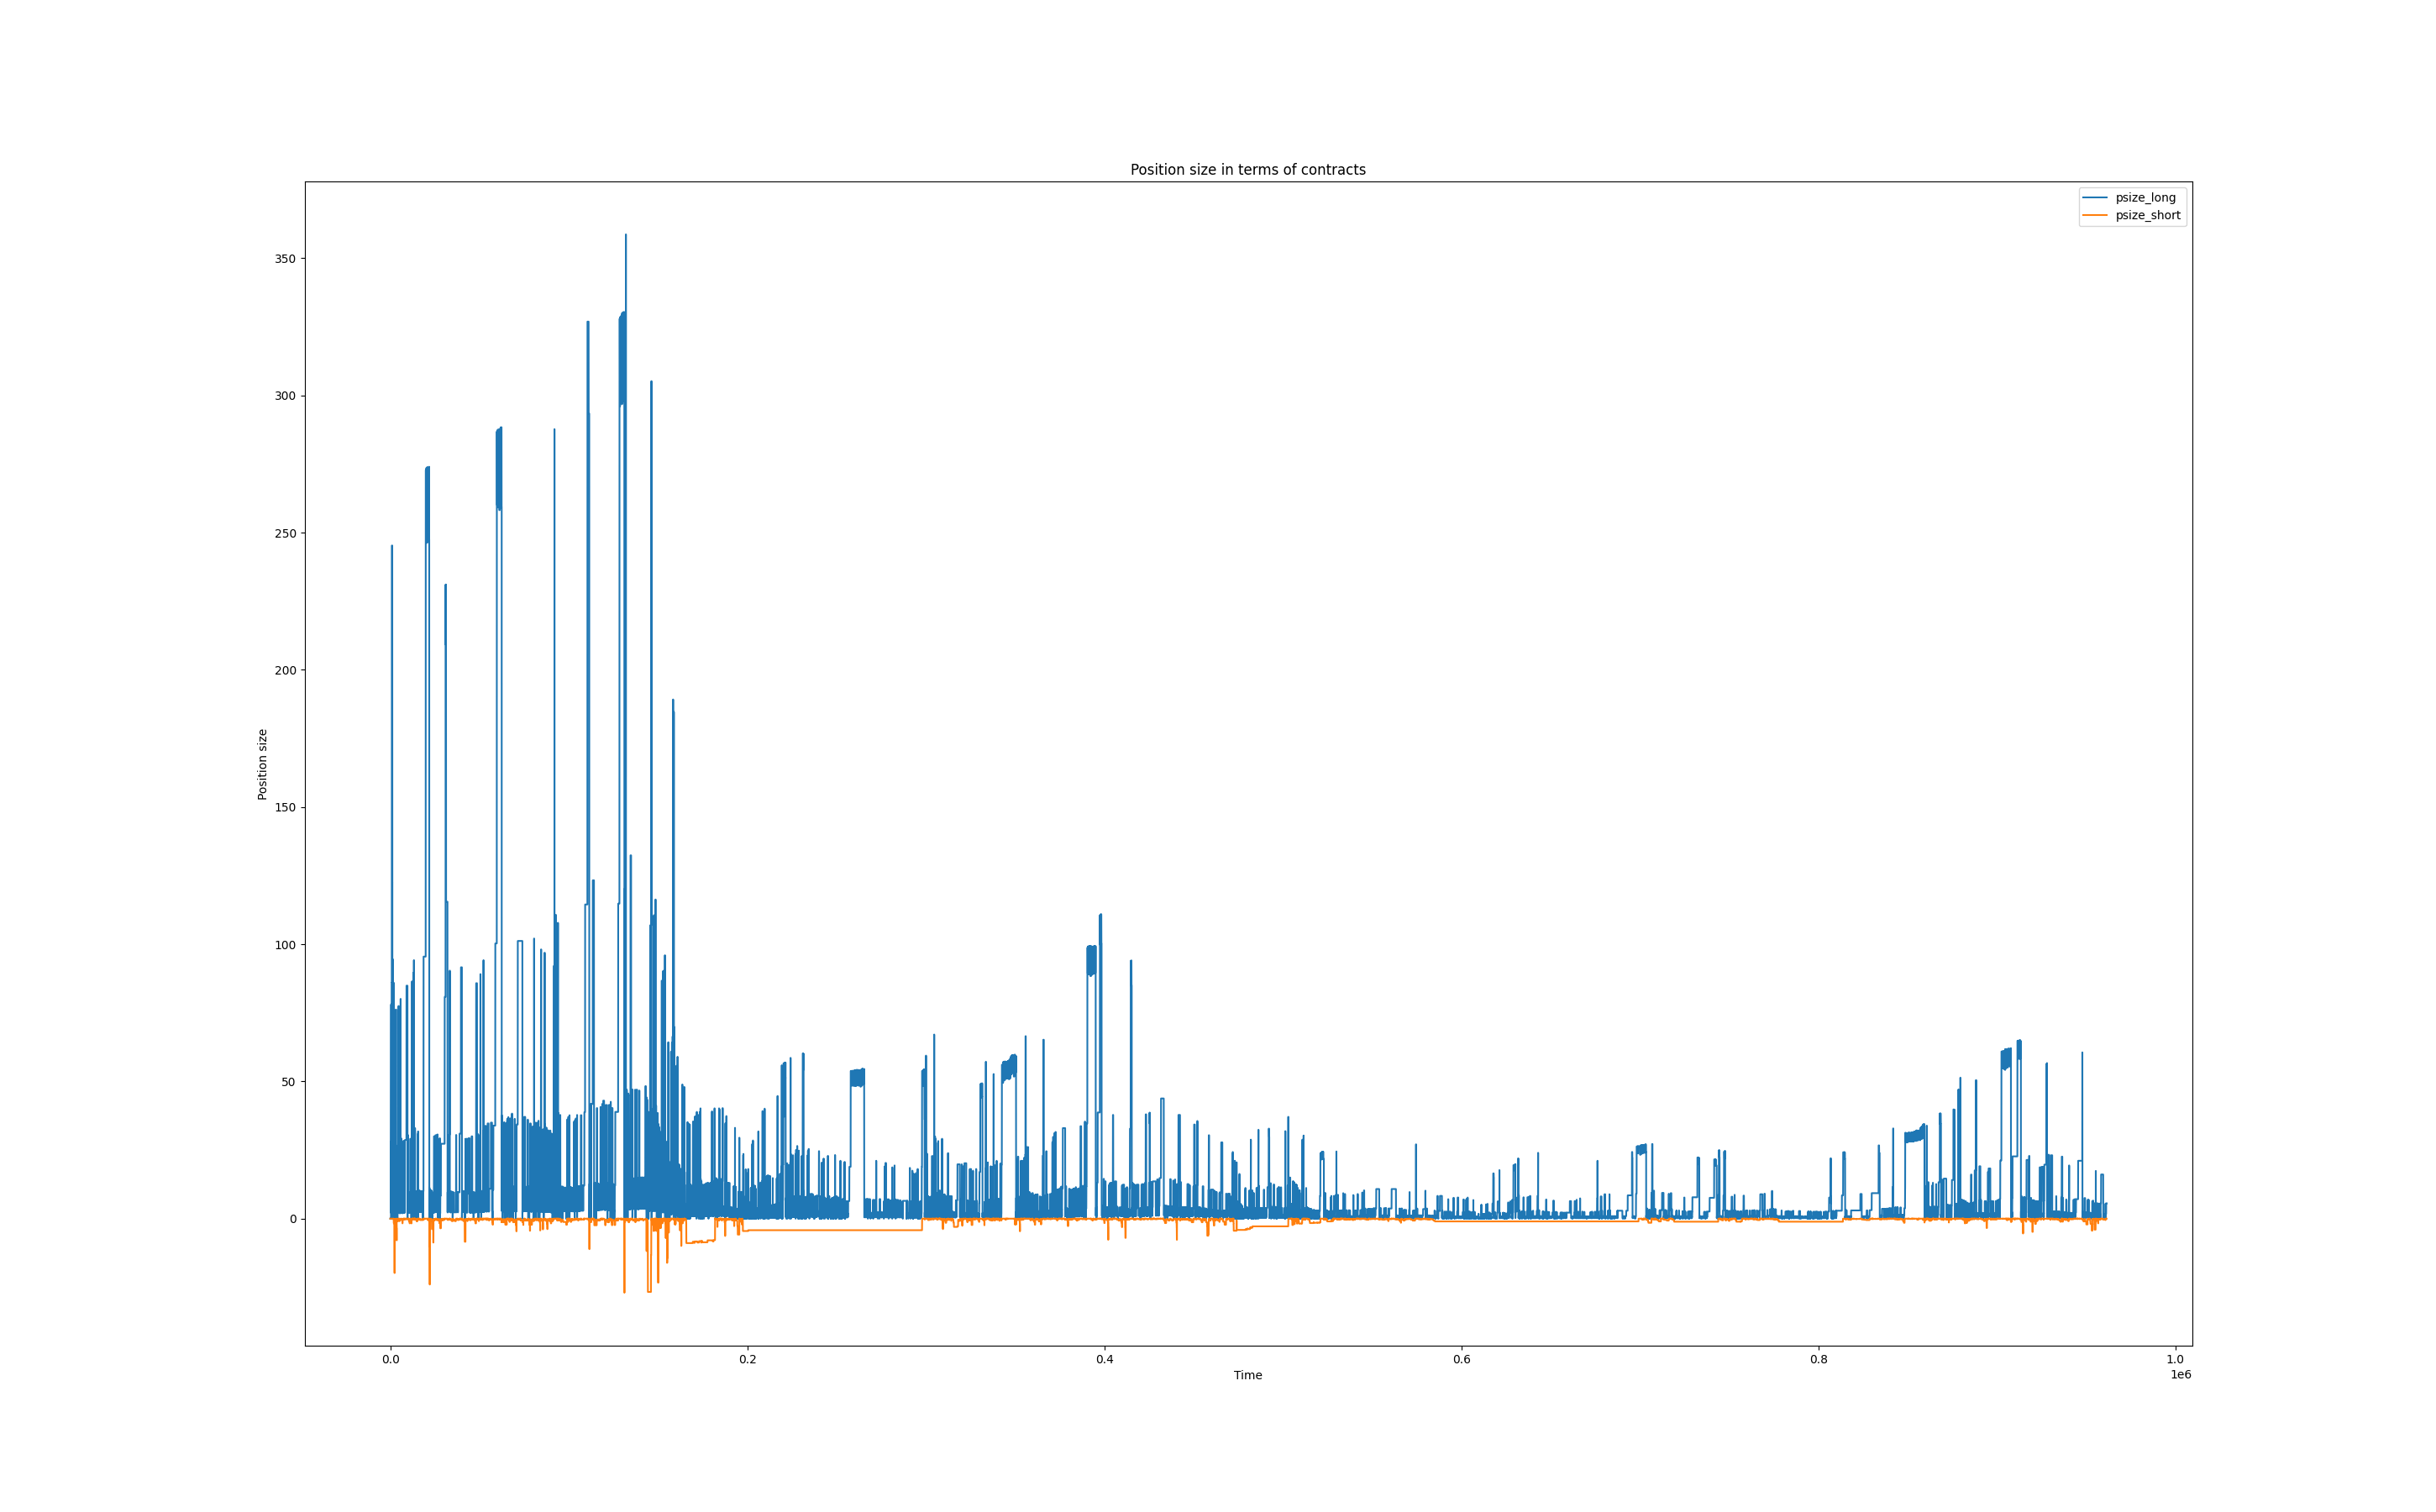 Position size in terms of contracts
psize_long
psize_short
350
300
250
200
150
100
50
0
Position size
0.0 0.2 0.4 0.6 0.8 1.0
Time
1e6